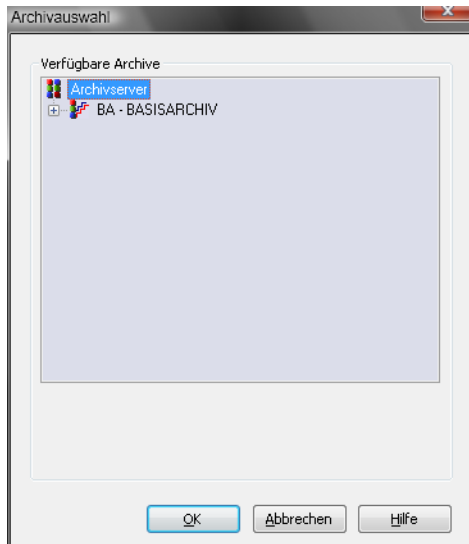 Archivauswahl
Verfügbare Archive
Archivserver
BA - BASISARCHIV
OK Abbrechen Hilfe